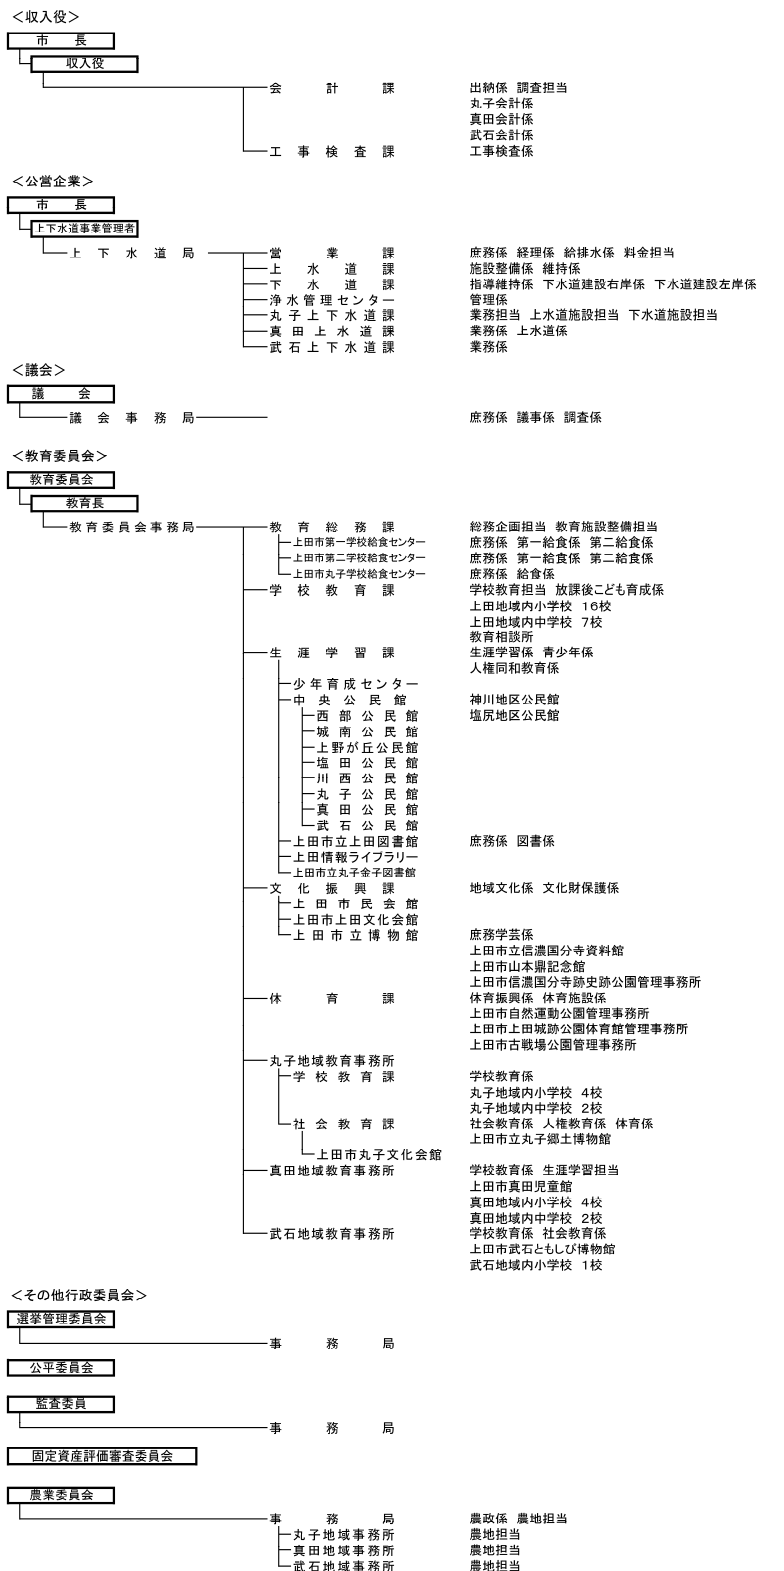 ＜収入役＞
市　長
収入役
会計課　出納係 調査担当
丸子会計係
真田会計係
武石会計係
工事検査課　工事検査係
＜公営企業＞
市　長
上下水道事業管理者
上下水道局　営業課　庶務係 経理係 給排水係 料金担当
上水道課　施設整備係 維持係
下水道課　指導維持係 下水道建設右岸係 下水道建設左岸係
浄水管理センター　管理係
丸子上下水道課　業務担当 上水道施設担当 下水道施設担当
真田上水道課　業務係 上水道係
武石上下水道課　業務係
＜議会＞
議　会
議会事務局　庶務係 議事係 調査係
＜教育委員会＞
教育委員会
教育長
教育委員会事務局　教育総務課　総務企画担当 教育施設整備担当
上田市第一学校給食センター　庶務係 第一給食係 第二給食係
上田市第二学校給食センター　庶務係 第一給食係 第二給食係
上田市丸子学校給食センター　庶務係 給食係
学校教育課　学校教育担当 放課後こども育成係
上田地域内小学校 16校
上田地域内中学校 7校
教育相談所
生涯学習課　生涯学習係 青少年係
人権同和教育係
少年育成センター
中央公民館　神川地区公民館
西部公民館　塩尻地区公民館
城南公民館
上野が丘公民館
塩田公民館
川西公民館
丸子公民館
真田公民館
武石公民館
上田市立上田図書館　庶務係 図書係
上田情報ライブラリー
上田市立丸子金子図書館
文化振興課　地域文化係 文化財保護係
上田市民会館
上田市上田文化会館
上田市立博物館　庶務学芸係
上田市立信濃国分寺資料館
上田市山本鼎記念館
上田市信濃国分寺跡史跡公園管理事務所
体育課　体育振興係 体育施設係
上田市自然運動公園管理事務所
上田市上田城跡公園体育館管理事務所
上田市古戦場公園管理事務所
丸子地域教育事務所
学校教育課　学校教育係
丸子地域内小学校 4校
丸子地域内中学校 2校
社会教育課　社会教育係 人権教育係 体育係
上田市立丸子郷土博物館
上田市丸子文化会館
真田地域教育事務所　学校教育係 生涯学習担当
上田市真田児童館
真田地域内小学校 4校
真田地域内中学校 2校
武石地域教育事務所　学校教育係 社会教育係
上田市武石ともしび博物館
武石地域内小学校 1校
＜その他行政委員会＞
選挙管理委員会
事務局
公平委員会
監査委員
事務局
固定資産評価審査委員会
農業委員会
事務局　農政係 農地担当
丸子地域事務所　農地担当
真田地域事務所　農地担当
武石地域事務所　農地担当